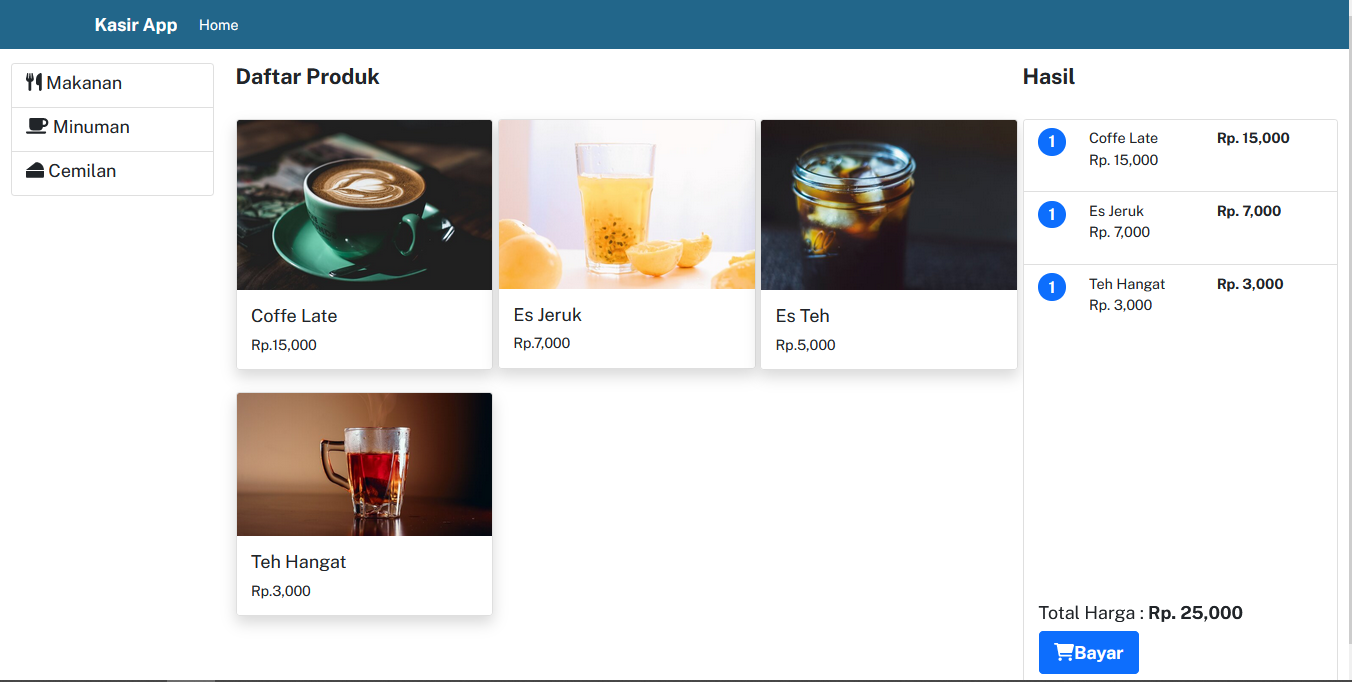 Kasir App Home
Makanan
Minuman
Cemilan
Daftar Produk
Coffe Late
Rp.15,000
Es Jeruk
Rp.7,000
Es Teh
Rp.5,000
Teh Hangat
Rp.3,000
Hasil
1 Coffe Late Rp. 15,000
Rp. 15,000
1 Es Jeruk Rp. 7,000
Rp. 7,000
1 Teh Hangat Rp. 3,000
Rp. 3,000
Total Harga : Rp. 25,000
Bayar